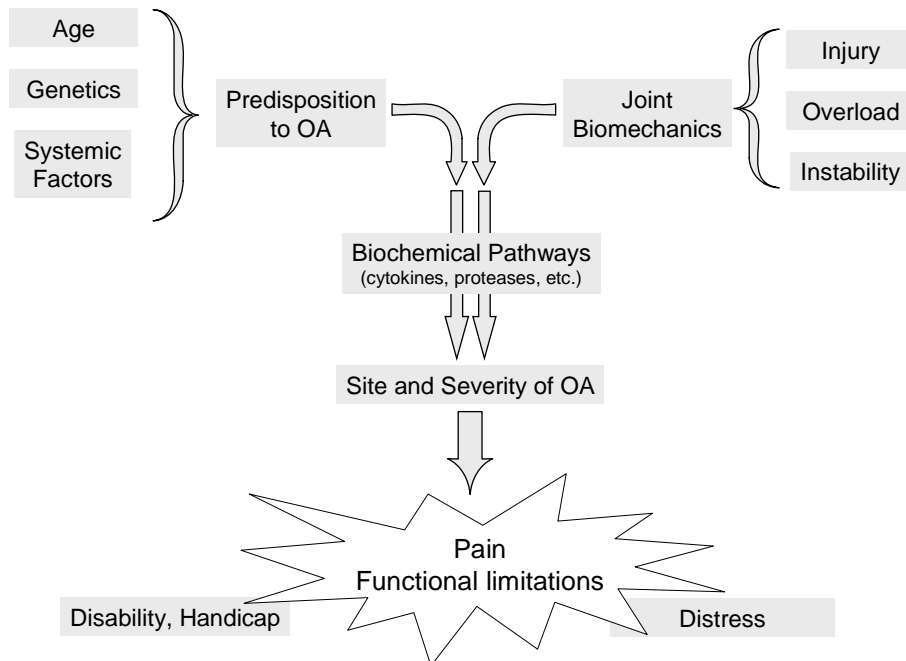 Age
Genetics
Systemic
Factors
Predisposition
to OA
Joint
Biomechanics
Injury
Overload
Instability
Biochemical Pathways
(cytokines, proteases, etc.)
Site and Severity of OA
Pain
Functional limitations
Disability, Handicap
Distress